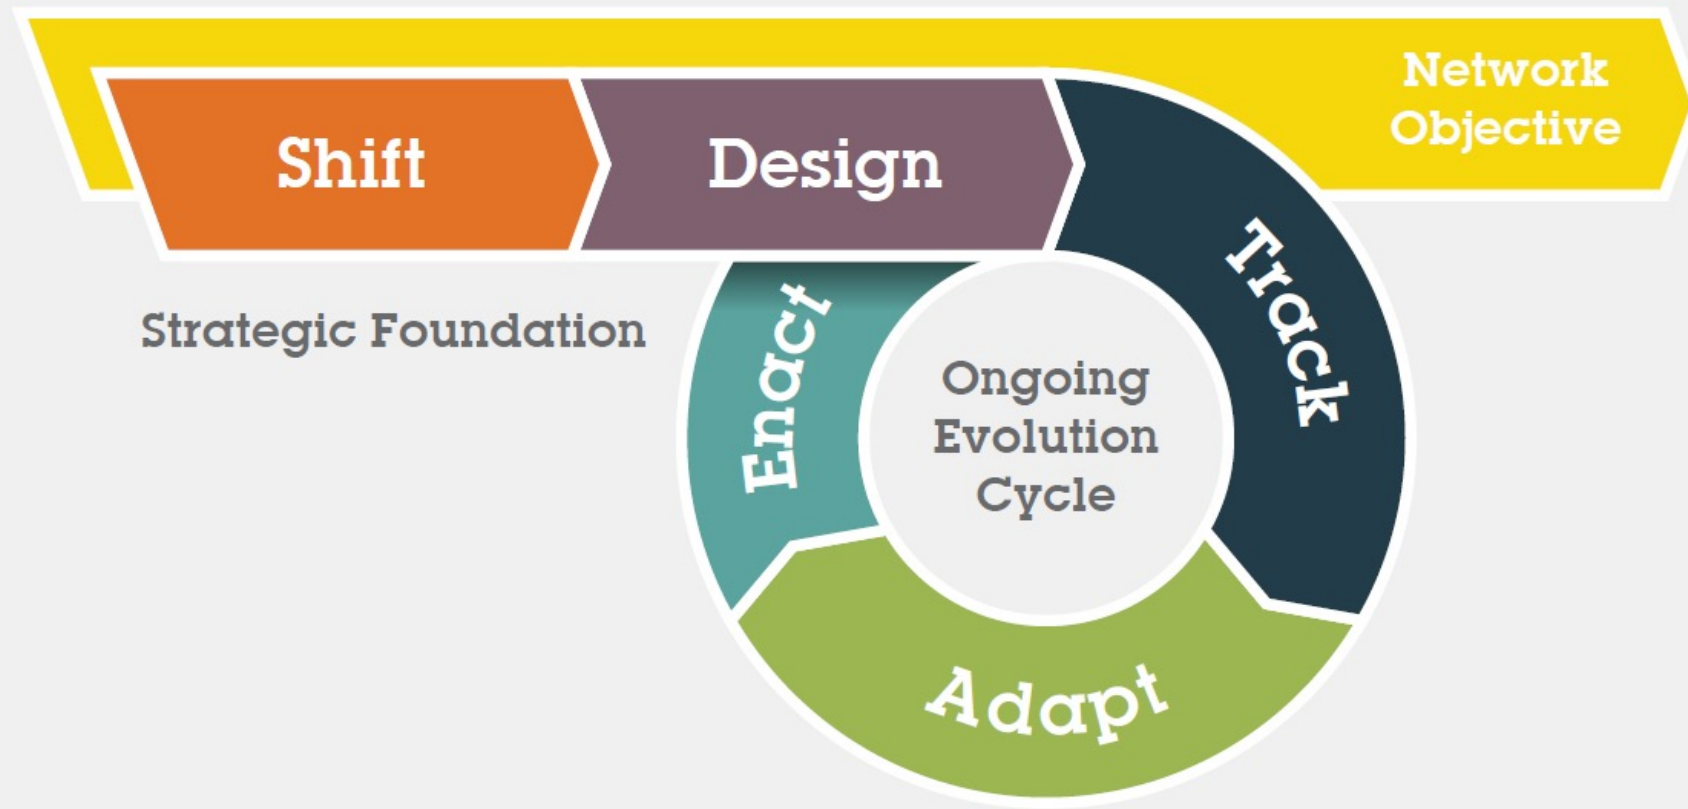 Network
Objective
Shift
Design
Track
Strategic Foundation
Enact
Ongoing
Evolution
Cycle
Adapt